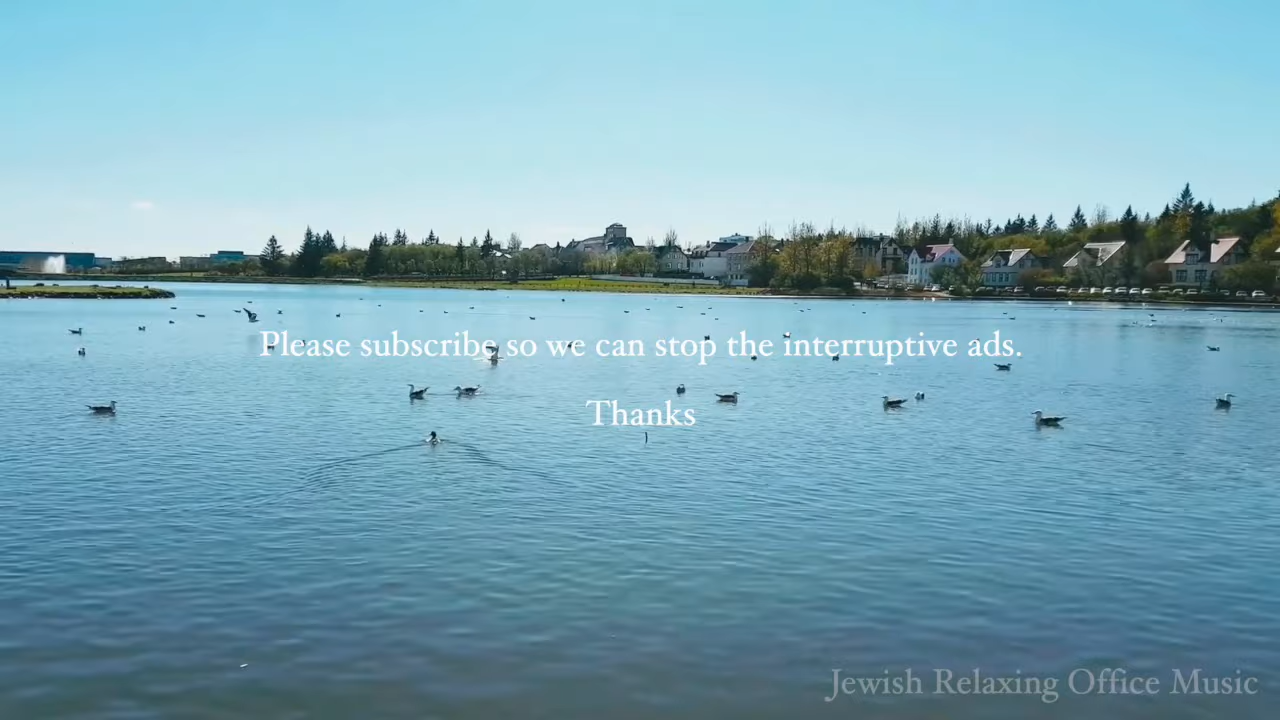 Please subscribe so we can stop the interruptive ads.
Thanks
Jewish Relaxing Office Music